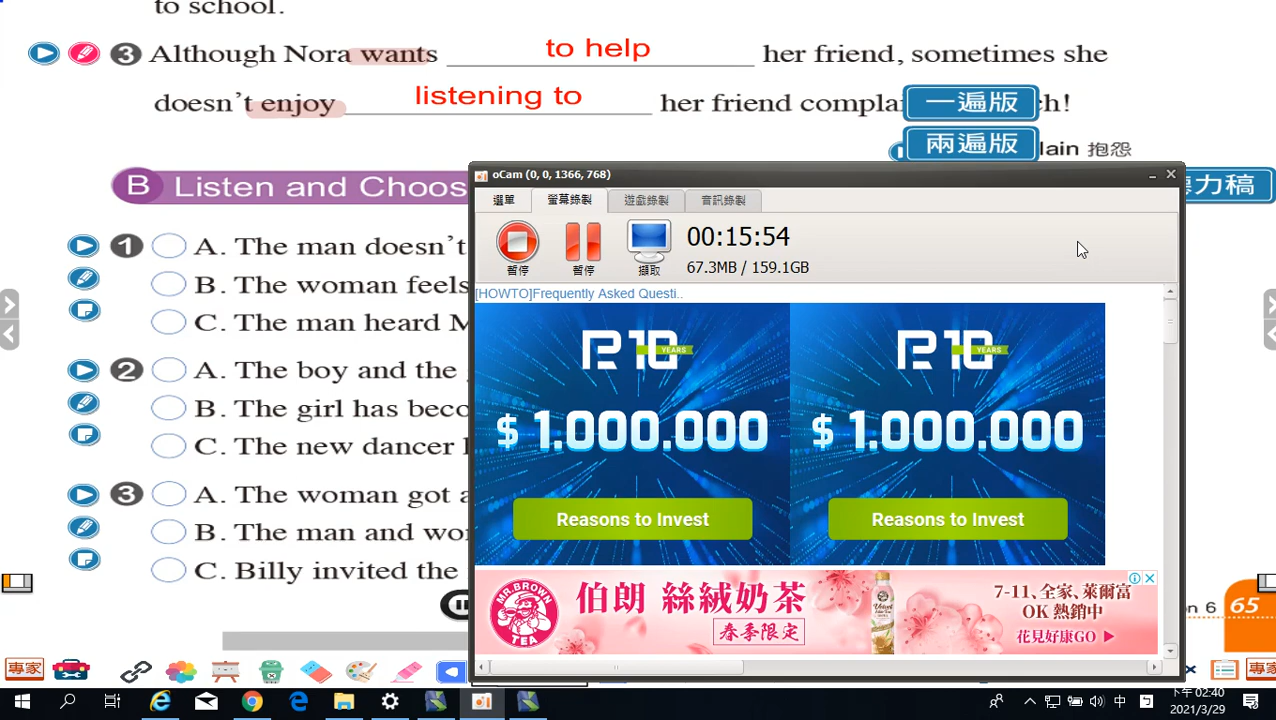 to school.
3 Although Nora wants to help her friend, sometimes she
doesn't enjoy listening to her friend complai ch!
一遍版
兩遍版
lain 抱怨
B Listen and Choos
聽力稿
1 A. The man doesn't
B. The woman feels
C. The man heard M
2 A. The boy and the
B. The girl has beco
C. The new dancer
3 A. The woman got a
B. The man and wo
C. Billy invited the
oCam (0, 0, 1366, 768)
選單 螢幕錄製 遊戲錄製 音訊錄製
暫停 暫停 擷取
00:15:54
67.3MB / 159.1GB
[HOWTO]Frequently Asked Questi..
10 YEARS
$ 1.000.000
Reasons to Invest
10 YEARS
$ 1.000.000
Reasons to Invest
MR.BROWN
TEA
伯朗 絲絨奶茶
春季限定
7-11、全家、萊爾富
OK 熱銷中
花見好康GO
on 6 65
專家
專家
中
下午 02:40
2021/3/29